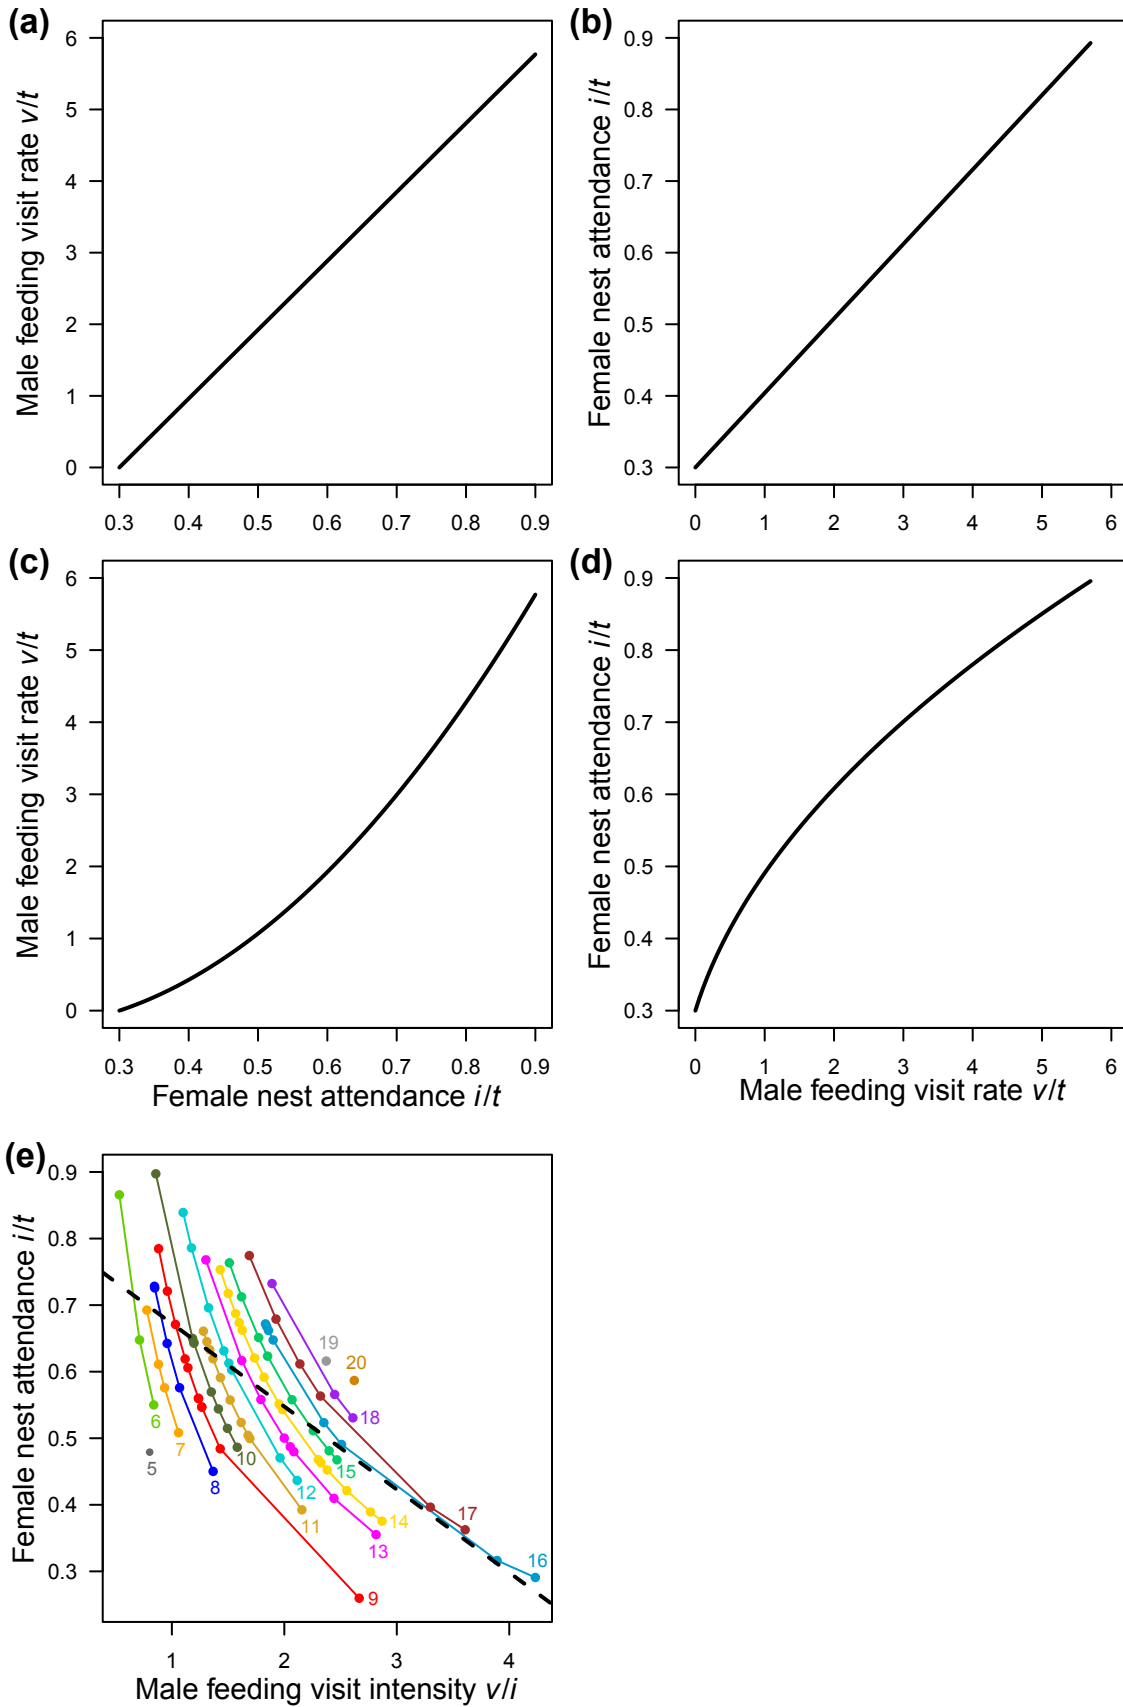 (a)
Male feeding visit rate v/t
6
5
4
3
2
1
0
0.3 0.4 0.5 0.6 0.7 0.8 0.9
(b)
Female nest attendance i/t
0.9
0.8
0.7
0.6
0.5
0.4
0.3
0 1 2 3 4 5 6
(c)
Male feeding visit rate v/t
6
5
4
3
2
1
0
0.3 0.4 0.5 0.6 0.7 0.8 0.9
Female nest attendance i/t
(d)
Female nest attendance i/t
0.9
0.8
0.7
0.6
0.5
0.4
0.3
0 1 2 3 4 5 6
Male feeding visit rate v/t
(e)
Female nest attendance i/t
0.9
0.8
0.7
0.6
0.5
0.4
0.3
19
20
6
18
7
5
10
15
8
12
11
14
17
13
16
9
1 2 3 4
Male feeding visit intensity v/i